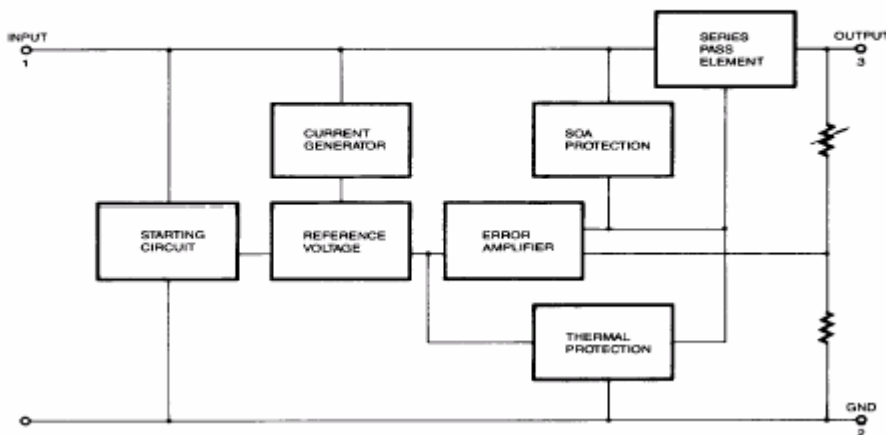 INPUT
1
SERIES
PASS
ELEMENT
OUTPUT
3
CURRENT
GENERATOR
SOA
PROTECTION
STARTING
CIRCUIT
REFERENCE
VOLTAGE
ERROR
AMPLIFIER
THERMAL
PROTECTION
GND
2